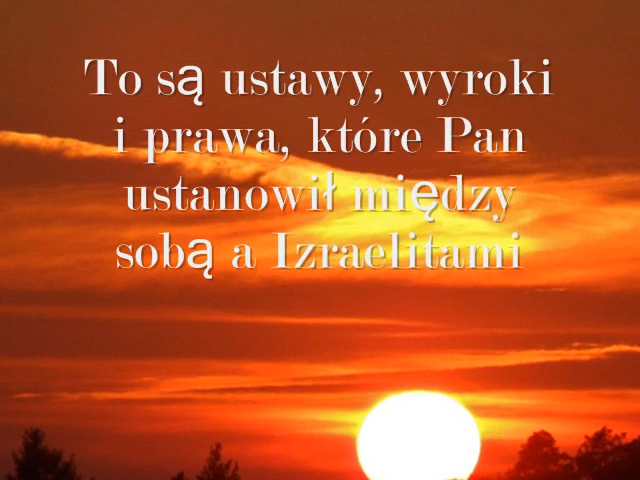 To są ustawy, wyroki
i prawa, które Pan
ustanowił między
sobą a Izraelitami